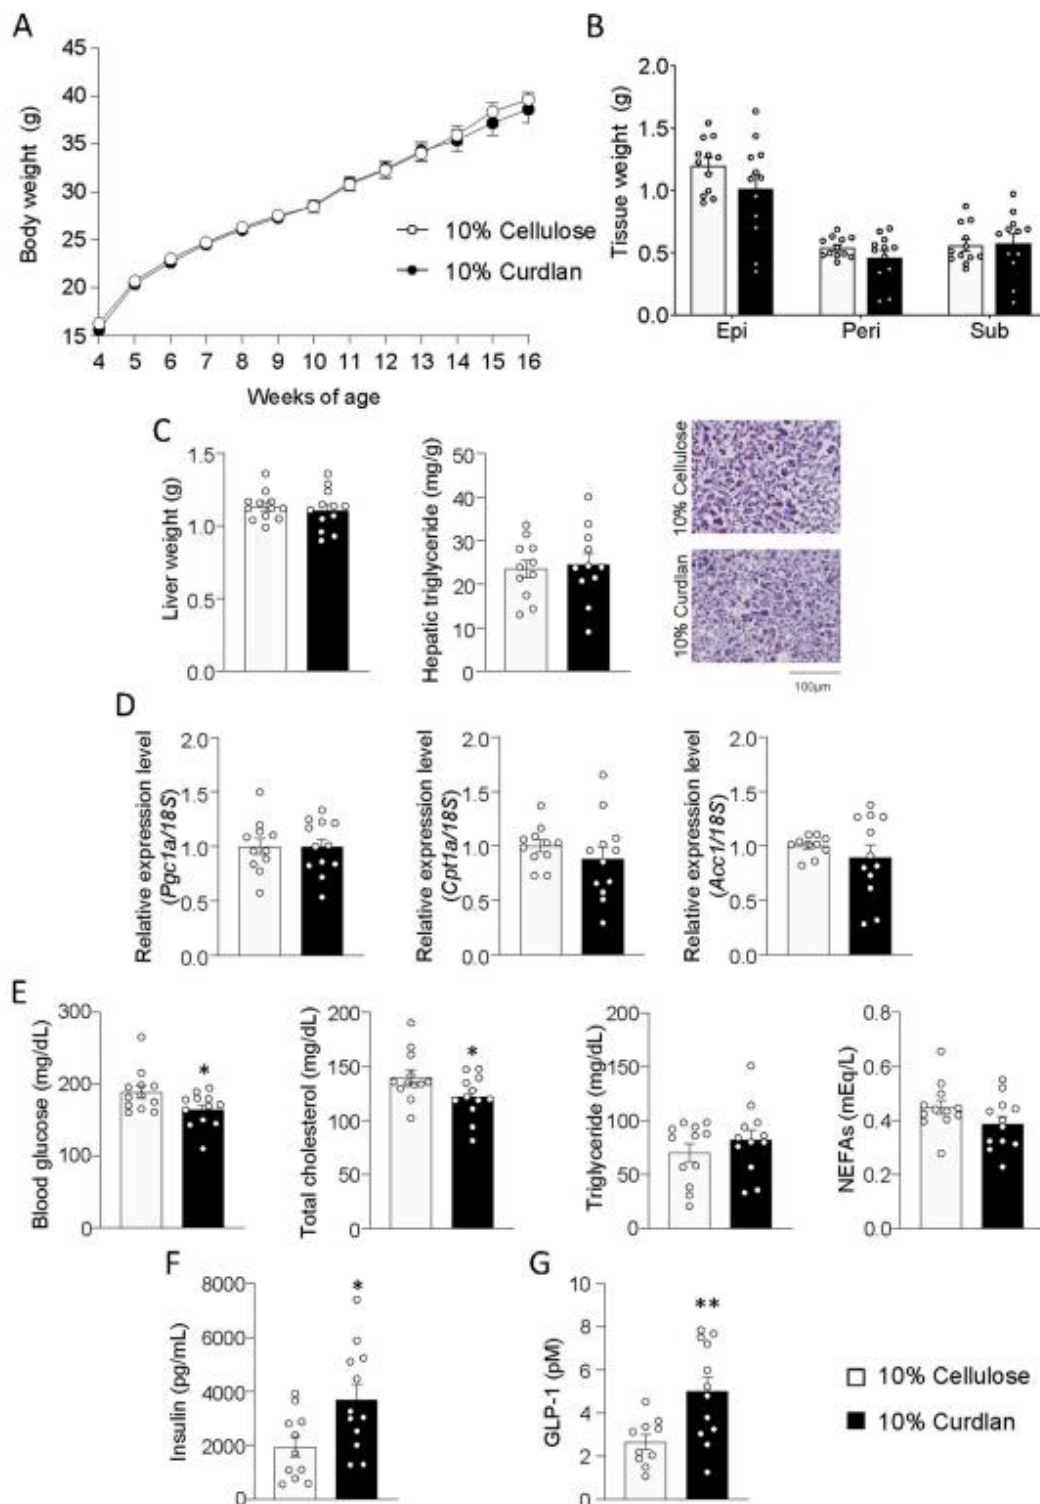 A
Body weight (g)
45
40
35
30
25
20
15
10% Cellulose
10% Curdlan
4 5 6 7 8 9 10 11 12 13 14 15 16
Weeks of age
B
Tissue weight (g)
2.0
1.5
1.0
0.5
0.0
Epi Peri Sub
C
Liver weight (g)
1.5
1.0
0.5
0.0
Hepatic triglyceride (mg/g)
50
40
30
20
10
0
10% Cellulose
10% Curdlan
100μm
D
Relative expression level
(Pgc1a/18S)
2.0
1.5
1.0
0.5
0.0
Relative expression level
(Cpt1a/18S)
2.0
1.5
1.0
0.5
0.0
Relative expression level
(Acc1/18S)
2.0
1.5
1.0
0.5
0.0
E
Blood glucose (mg/dL)
300
200
100
0
*
Total cholesterol (mg/dL)
200
150
100
50
0
*
Triglyceride (mg/dL)
200
150
100
50
0
NEFAs (mEq/L)
0.8
0.6
0.4
0.2
0.0
F
Insulin (pg/mL)
8000
6000
4000
2000
0
*
G
GLP-1 (pM)
10
8
6
4
2
0
**
10% Cellulose
10% Curdlan